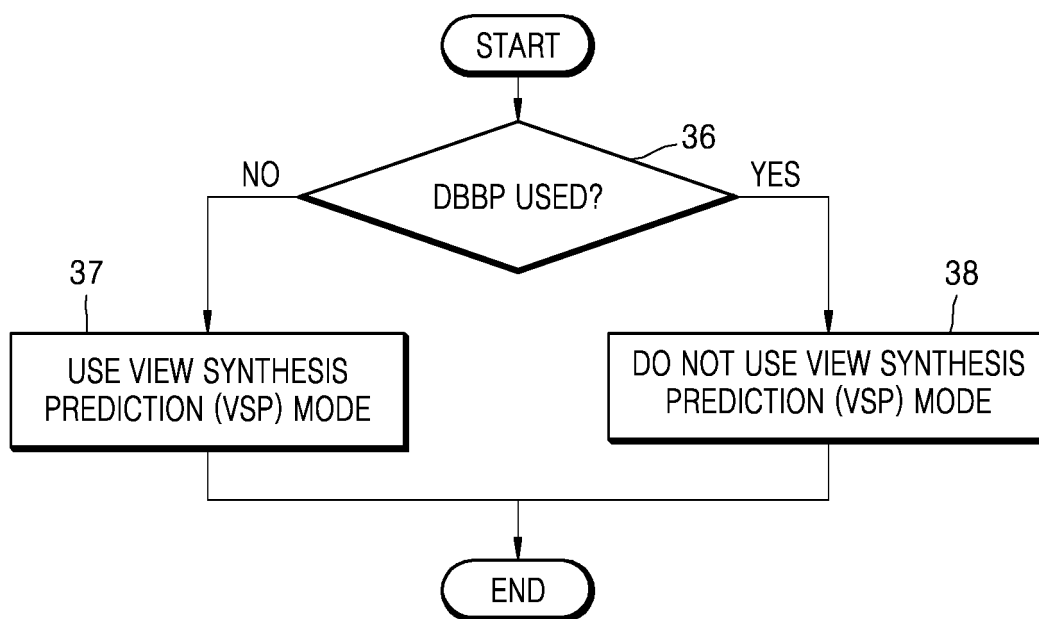 START
36
DBBP USED?
NO
YES
37
USE VIEW SYNTHESIS
PREDICTION (VSP) MODE
38
DO NOT USE VIEW SYNTHESIS
PREDICTION (VSP) MODE
END